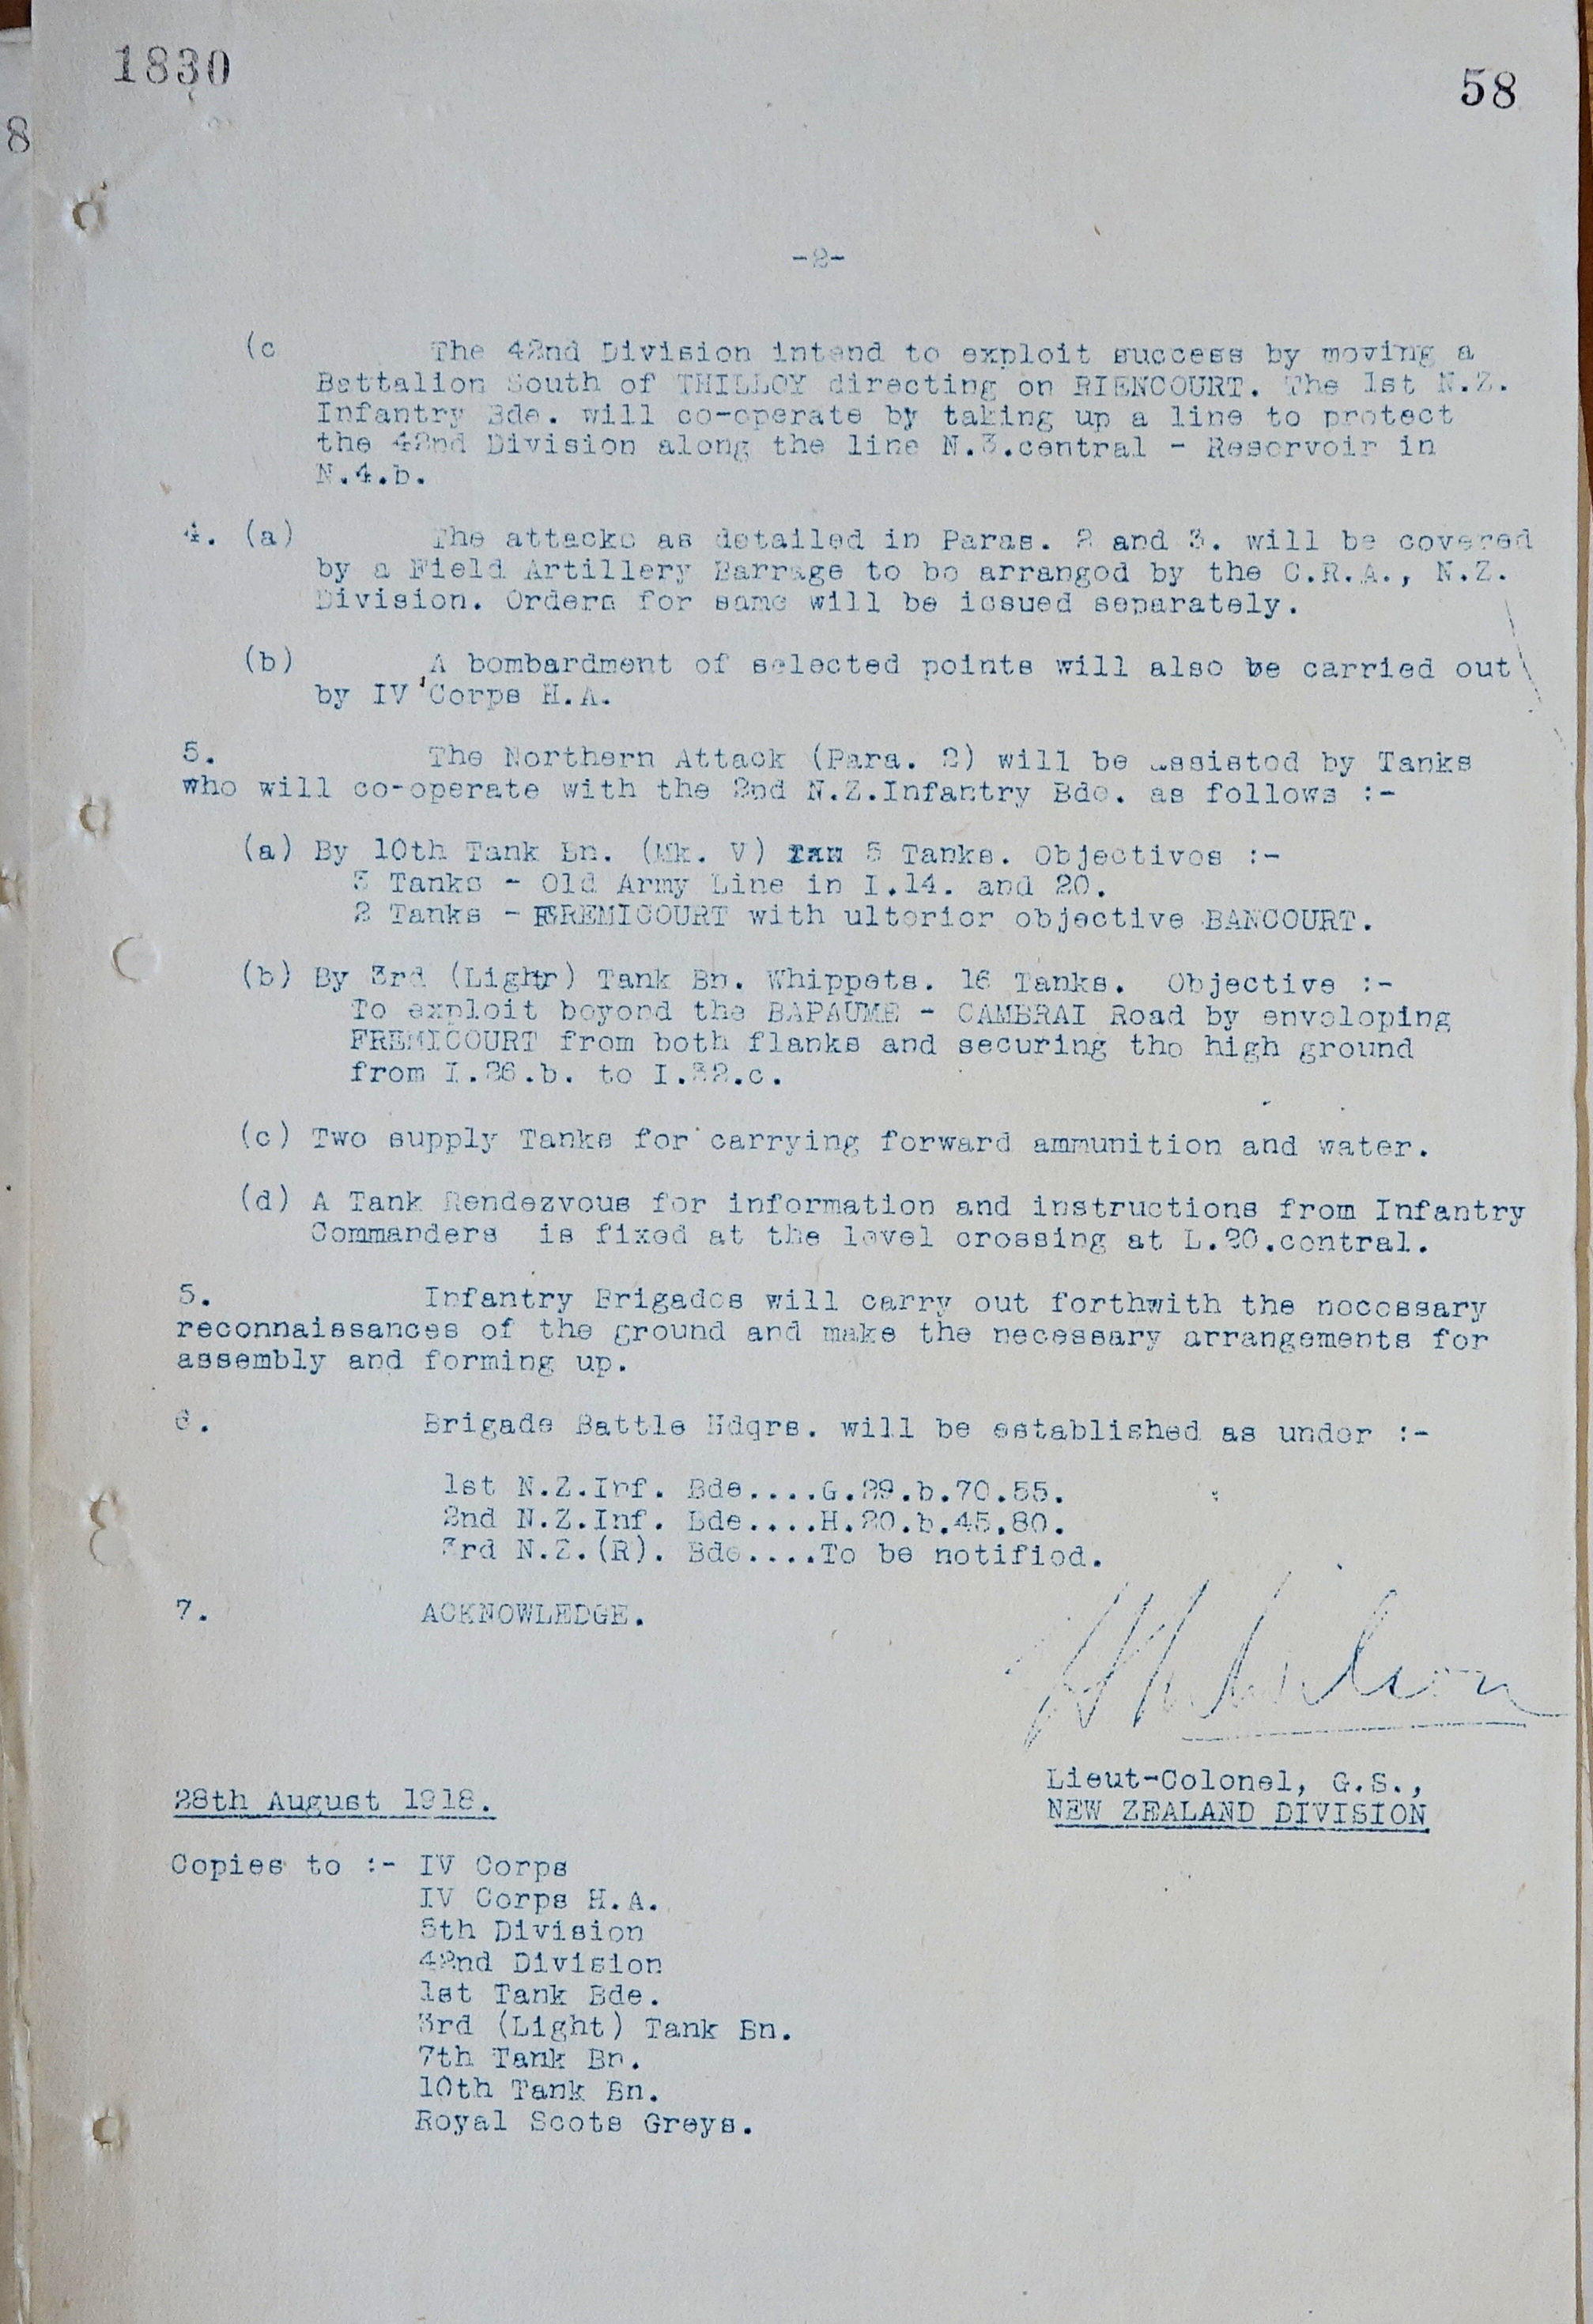 1830
58
8
-2-
(c The 42nd Division intend to exploit success by moving a
Battalion South of THILLOY directing on RIENCOURT. The 1st N.Z.
Infantry Bde. will co-operate by taking up a line to protect
the 42nd Division along the line N.3.central - Reservoir in
N.4.b.
4. (a) The attacks as detailed in Paras. 2 and 3. will be covered
by a Field Artillery Barrage to be arranged by the C.R.A., N.Z.
Division. Orders for same will be issued separately.
(b) A bombardment of selected points will also be carried out
by IV Corps H.A.
5. The Northern Attack (Para. 2) will be assisted by Tanks
who will co-operate with the 2nd N.Z.Infantry Bde. as follows :-
(a) By 10th Tank Bn. (Mk. V) 5 Tanks. Objectives :-
3 Tanks - Old Army Line in I.14. and 20.
2 Tanks - FREMICOURT with ulterior objective BANCOURT.
(b) By 3rd (Light) Tank Bn. Whippets. 16 Tanks. Objective :-
To exploit beyond the BAPAUME - CAMBRAI Road by enveloping
FREMICOURT from both flanks and securing the high ground
from I.26.b. to I.32.c.
(c) Two supply Tanks for carrying forward ammunition and water.
(d) A Tank Rendezvous for information and instructions from Infantry
Commanders is fixed at the level crossing at L.20.central.
5. Infantry Brigades will carry out forthwith the necessary
reconnaissances of the ground and make the necessary arrangements for
assembly and forming up.
6. Brigade Battle Hdqrs. will be established as under :-
1st N.Z.Inf. Bde....G.29.b.70.55.
2nd N.Z.Inf. Bde....H.20.b.45.80.
3rd N.Z.(R). Bde....To be notified.
7. ACKNOWLEDGE.
Wilson
Lieut-Colonel, G.S.,
NEW ZEALAND DIVISION
28th August 1918.
Copies to :- IV Corps
IV Corps H.A.
5th Division
42nd Division
1st Tank Bde.
3rd (Light) Tank Bn.
7th Tank Bn.
10th Tank Bn.
Royal Scots Greys.